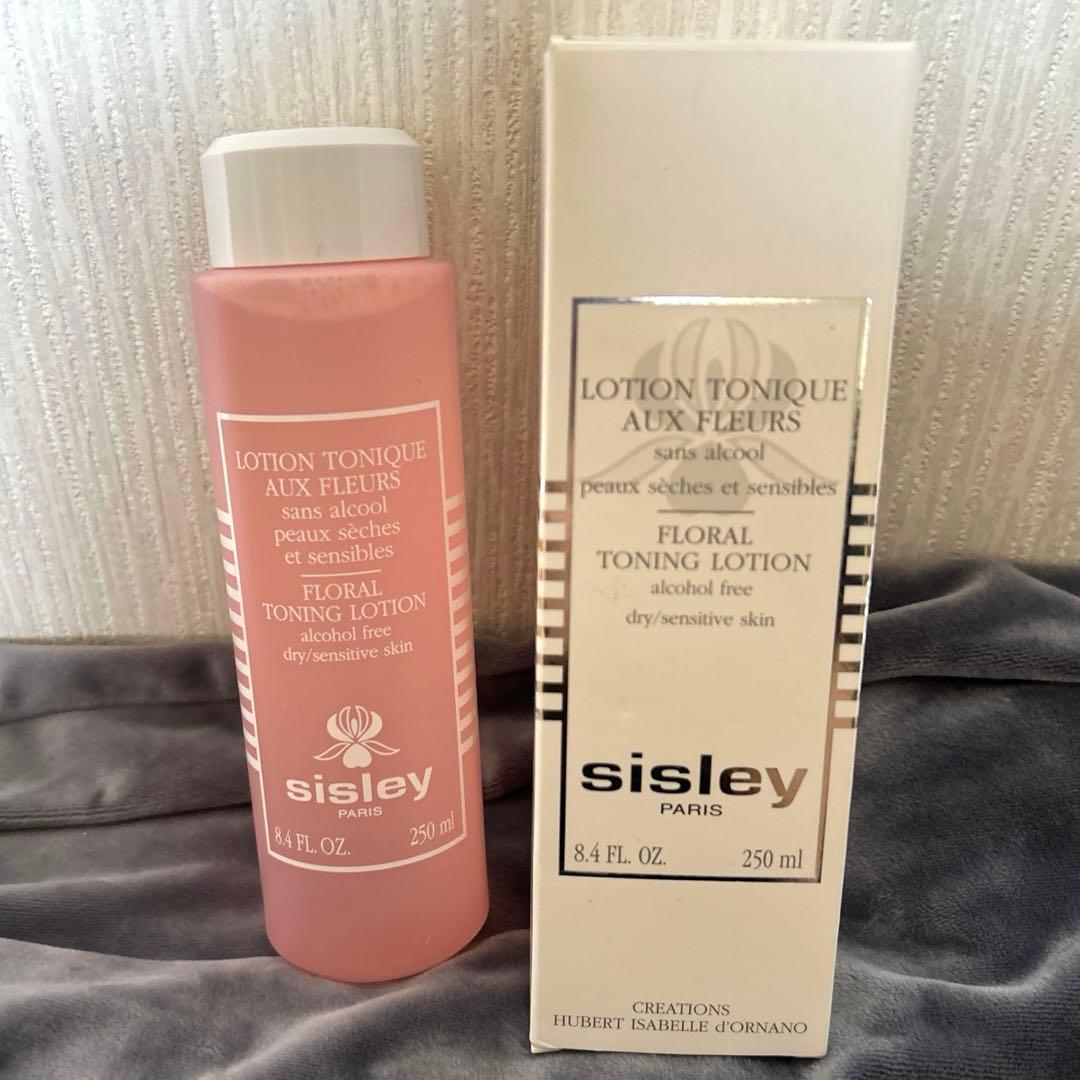 LOTION TONIQUE
AUX FLEURS
sans alcool
peaux sèches
et sensibles
FLORAL
TONING LOTION
alcohol free
dry/sensitive skin
sisley
PARIS
8.4 FL. OZ. 250 ml
LOTION TONIQUE
AUX FLEURS
sans alcool
peaux sèches et sensibles
FLORAL
TONING LOTION
alcohol free
dry/sensitive skin
sisley
PARIS
8.4 FL. OZ. 250 ml
CREATIONS
HUBERT ISABELLE d'ORNANO